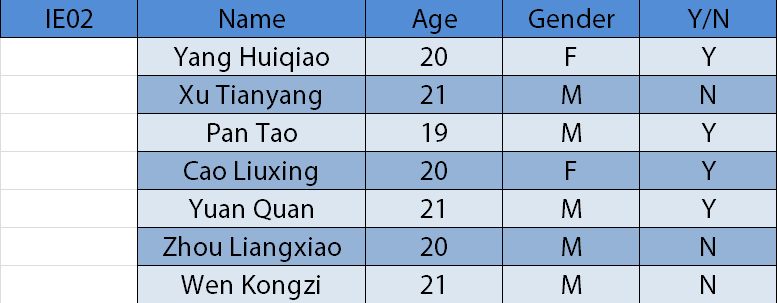 IE02 Name Age Gender Y/N
Yang Huiqiao 20 F Y
Xu Tianyang 21 M N
Pan Tao 19 M Y
Cao Liuxing 20 F Y
Yuan Quan 21 M Y
Zhou Liangxiao 20 M N
Wen Kongzi 21 M N